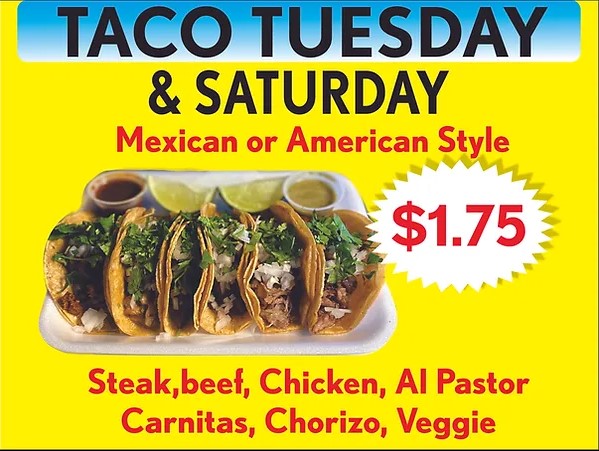 TACO TUESDAY
& SATURDAY
Mexican or American Style
$1.75
Steak,beef, Chicken, Al Pastor
Carnitas, Chorizo, Veggie